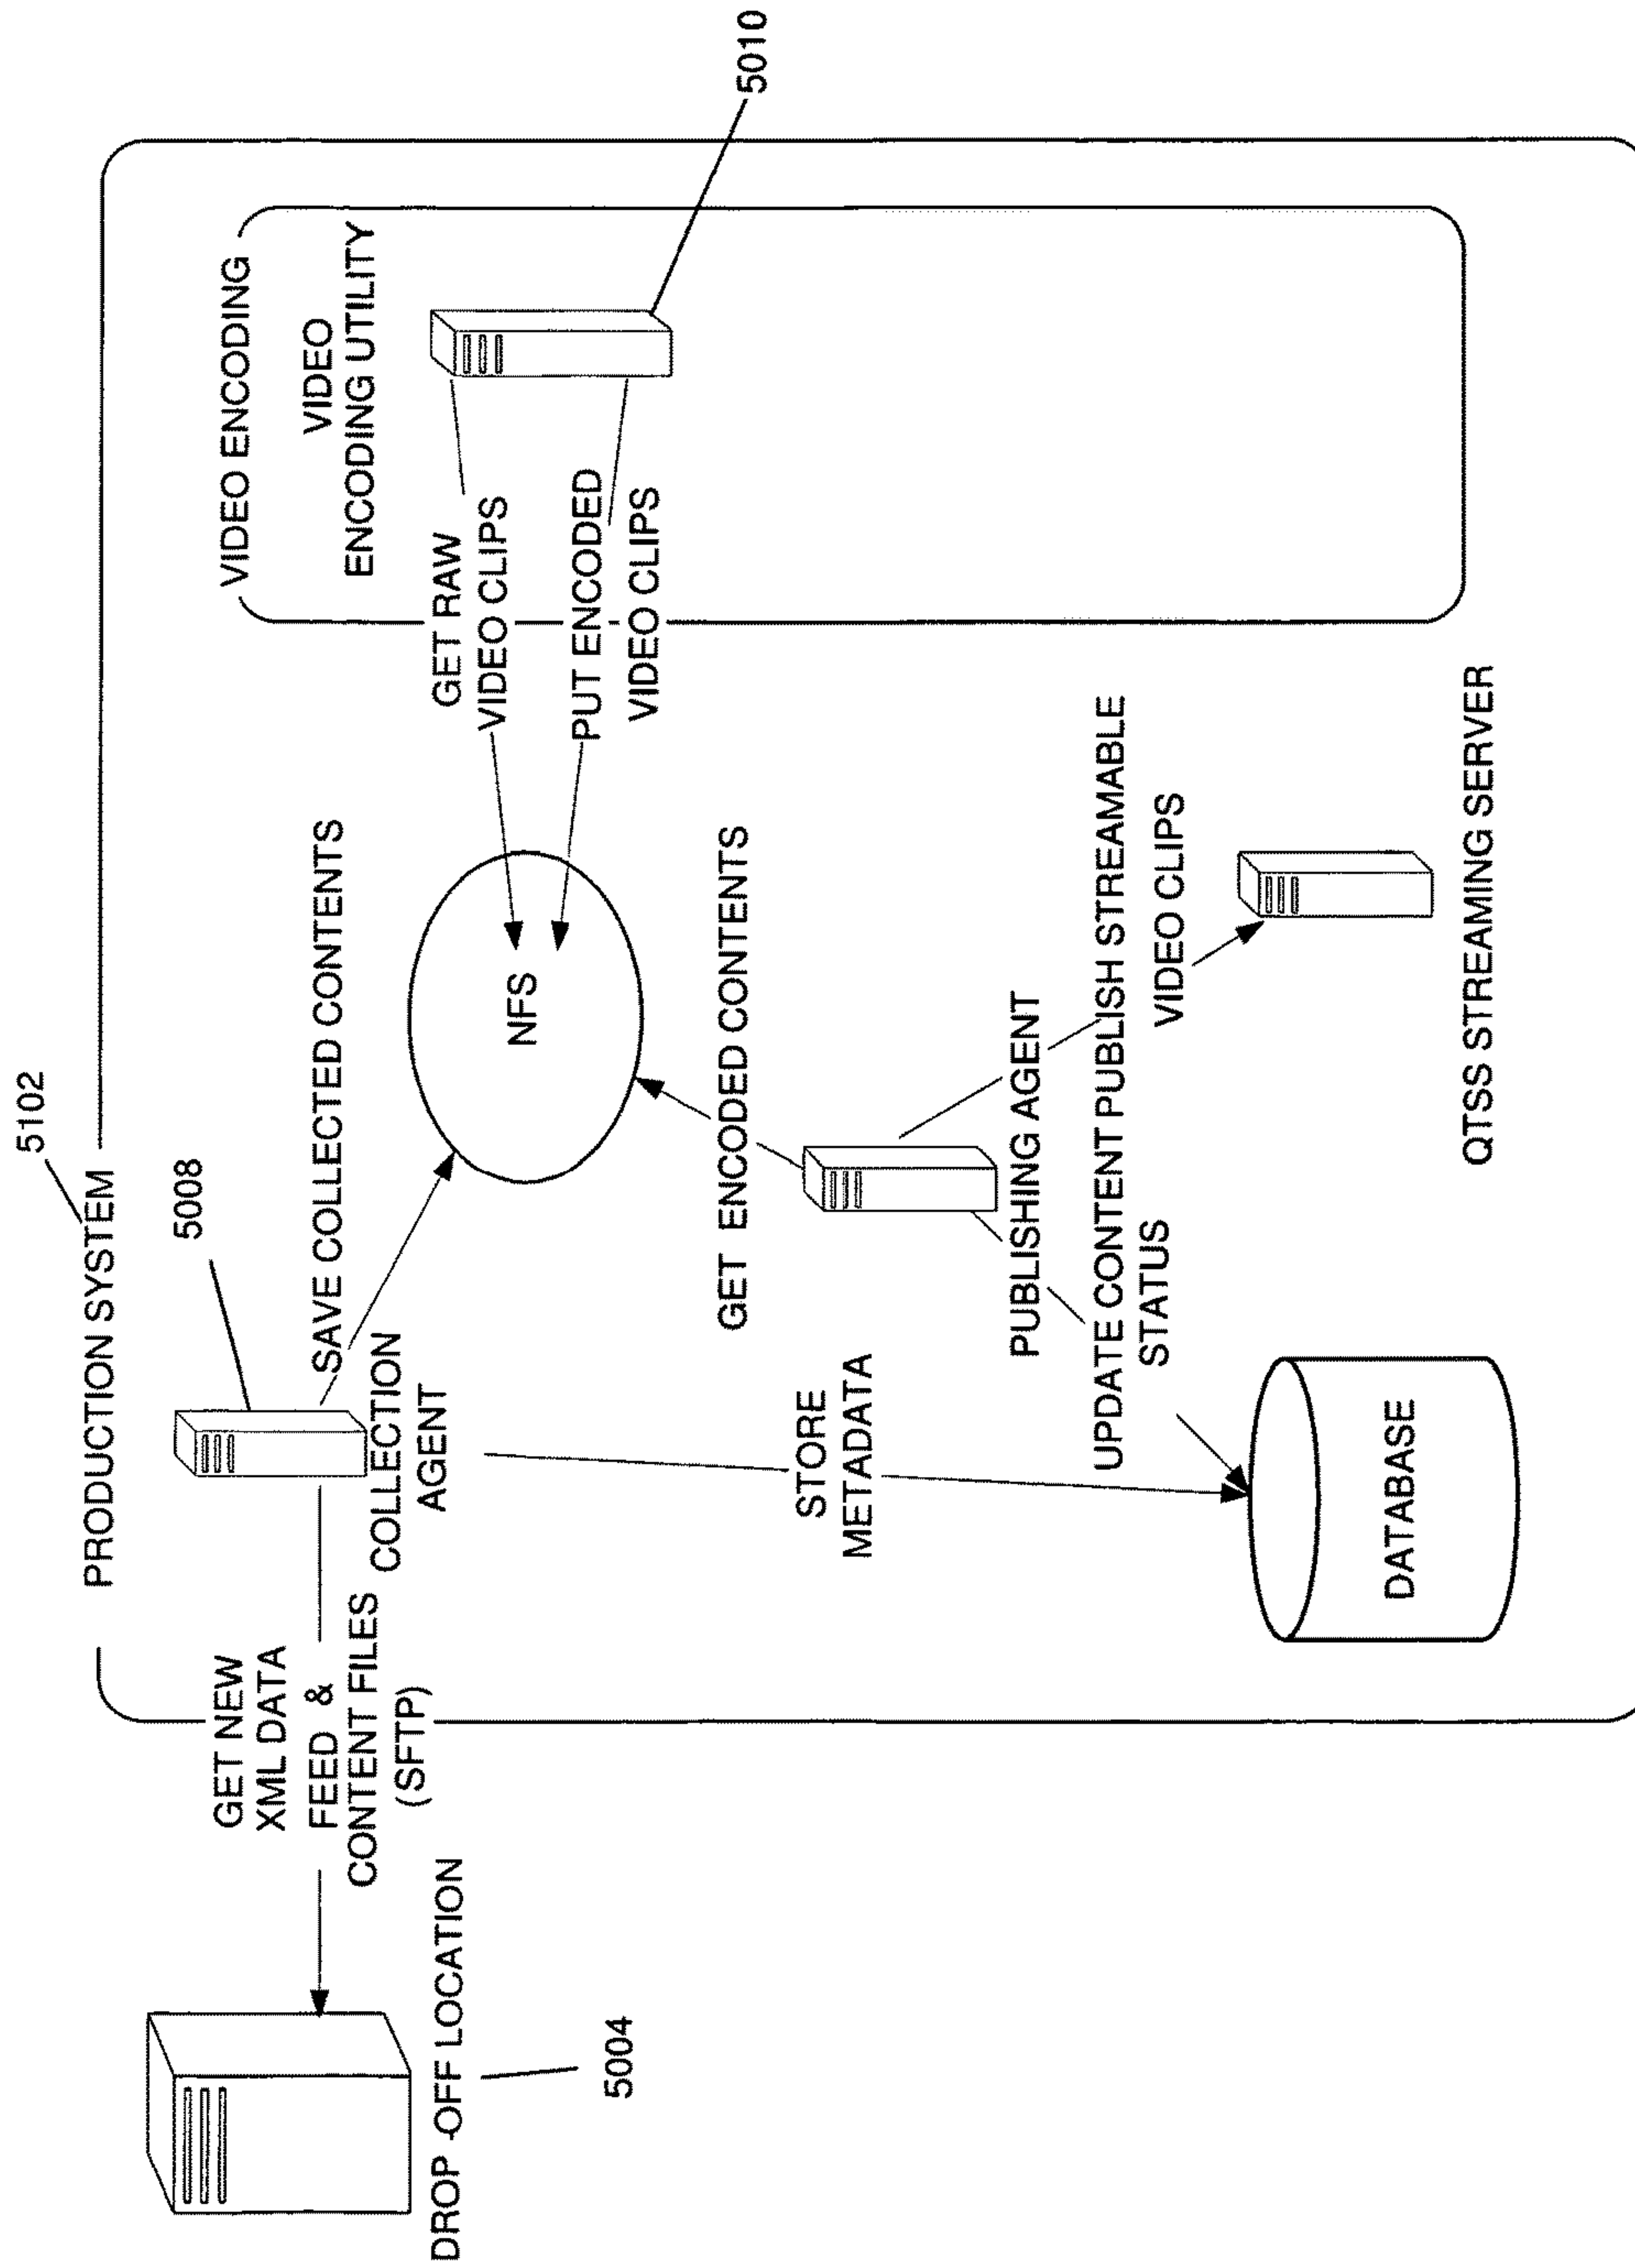 PRODUCTION SYSTEM
5102
GET NEW
XML DATA
FEED &
CONTENT FILES
(SFTP)
DROP -OFF LOCATION
5004
5008
COLLECTION
AGENT
SAVE COLLECTED CONTENTS
NFS
VIDEO ENCODING
VIDEO
ENCODING UTILITY
5010
GET RAW
VIDEO CLIPS
PUT ENCODED
VIDEO CLIPS
STORE
METADATA
GET ENCODED CONTENTS
PUBLISHING AGENT
UPDATE CONTENT PUBLISH STREAMABLE
STATUS
VIDEO CLIPS
DATABASE
QTSS STREAMING SERVER